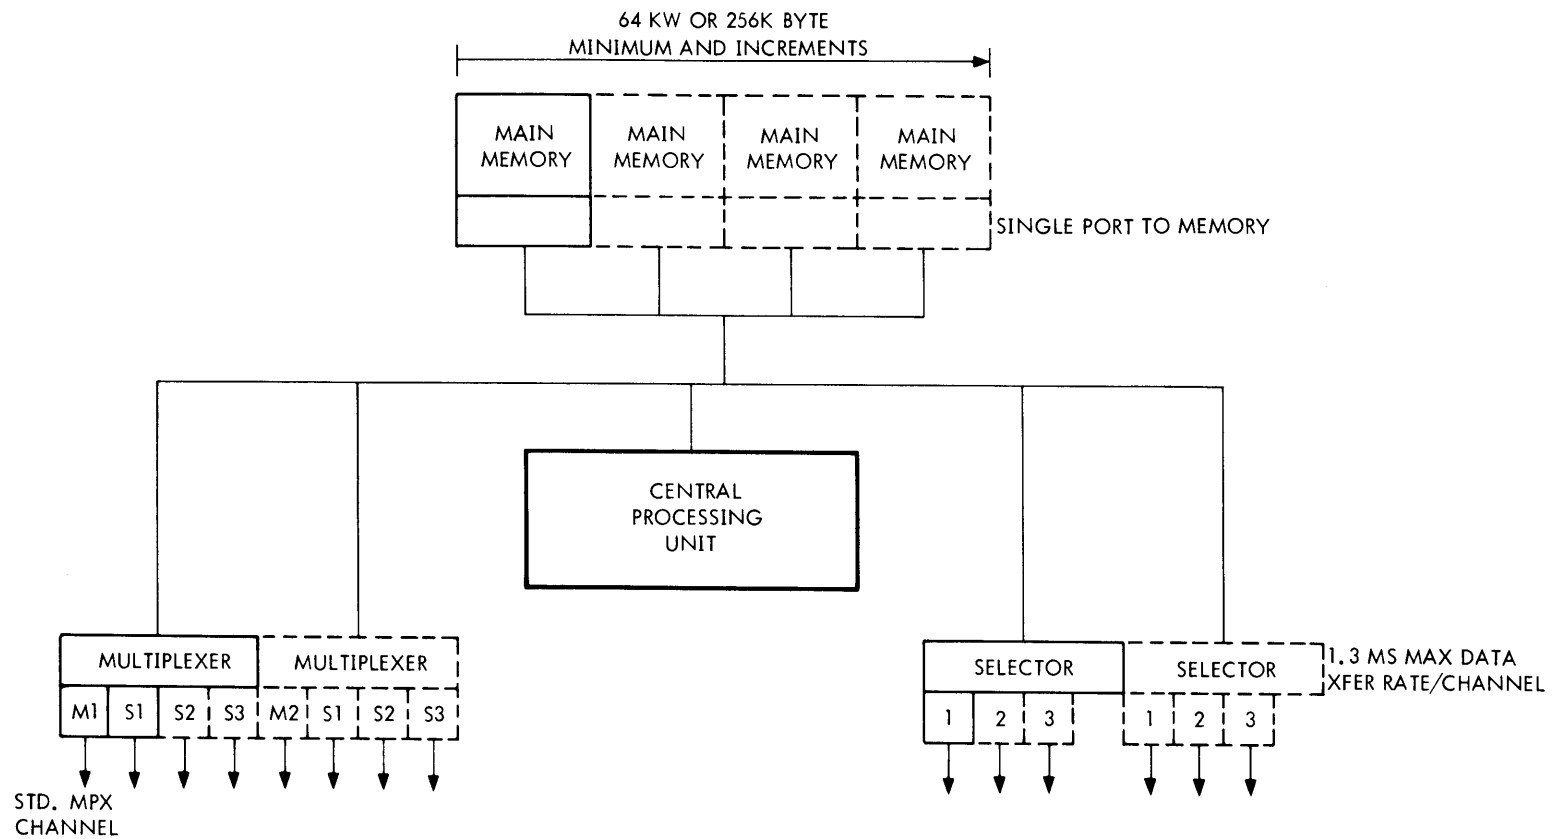 64 KW OR 256K BYTE
MINIMUM AND INCREMENTS
MAIN
MEMORY
MAIN
MEMORY
MAIN
MEMORY
MAIN
MEMORY
SINGLE PORT TO MEMORY
CENTRAL
PROCESSING
UNIT
MULTIPLEXER
MULTIPLEXER
M1 S1 S2 S3 M2 S1 S2 S3
STD. MPX
CHANNEL
SELECTOR
SELECTOR
1.3 MS MAX DATA
XFER RATE/CHANNEL
1 2 3
1 2 3